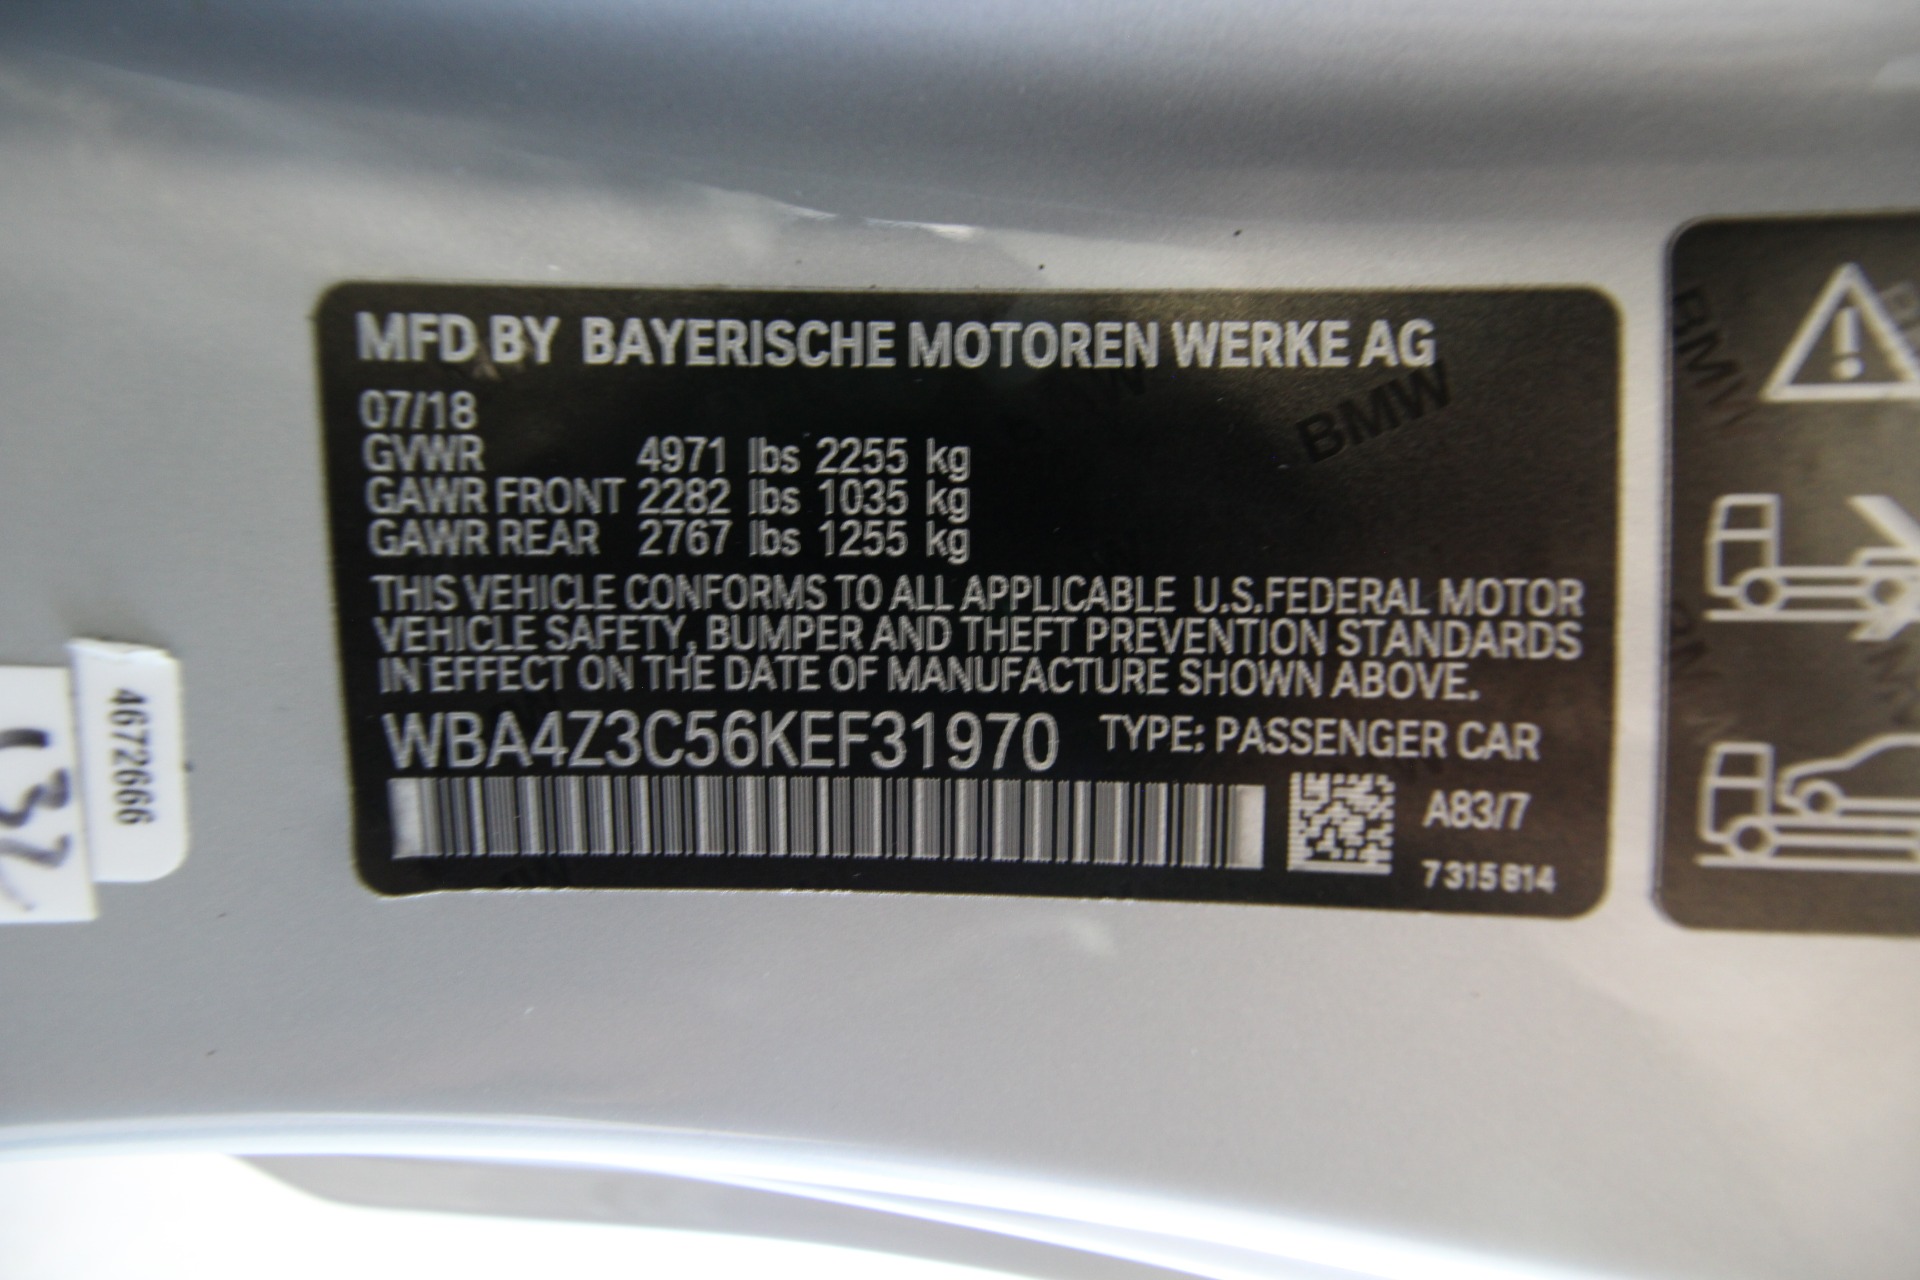 MFD BY BAYERISCHE MOTOREN WERKE AG
07/18
GVWR 4971 lbs 2255 kg
GAWR FRONT 2282 lbs 1035 kg
GAWR REAR 2767 lbs 1255 kg
THIS VEHICLE CONFORMS TO ALL APPLICABLE U.S.FEDERAL MOTOR
VEHICLE SAFETY, BUMPER AND THEFT PREVENTION STANDARDS
IN EFFECT ON THE DATE OF MANUFACTURE SHOWN ABOVE.
WBA4Z3C56KEF31970 TYPE: PASSENGER CAR
A83/7
7315814
BMW
BMW
4672666